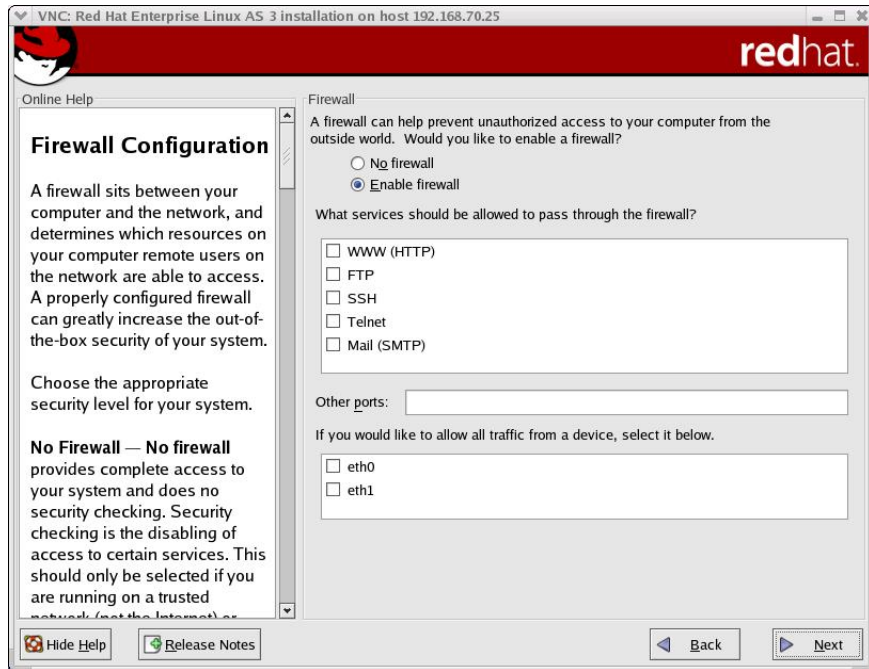 VNC: Red Hat Enterprise Linux AS 3 installation on host 192.168.70.25
redhat.
Online Help
Firewall Configuration
A firewall sits between your
computer and the network, and
determines which resources on
your computer remote users on
the network are able to access.
A properly configured firewall
can greatly increase the out-of-
the-box security of your system.
Choose the appropriate
security level for your system.
No Firewall — No firewall
provides complete access to
your system and does no
security checking. Security
checking is the disabling of
access to certain services. This
should only be selected if you
are running on a trusted
network (not the Internet) or
Firewall
A firewall can help prevent unauthorized access to your computer from the
outside world. Would you like to enable a firewall?
No firewall
Enable firewall
What services should be allowed to pass through the firewall?
WWW (HTTP)
FTP
SSH
Telnet
Mail (SMTP)
Other ports:
If you would like to allow all traffic from a device, select it below.
eth0
eth1
Hide Help
Release Notes
Back
Next